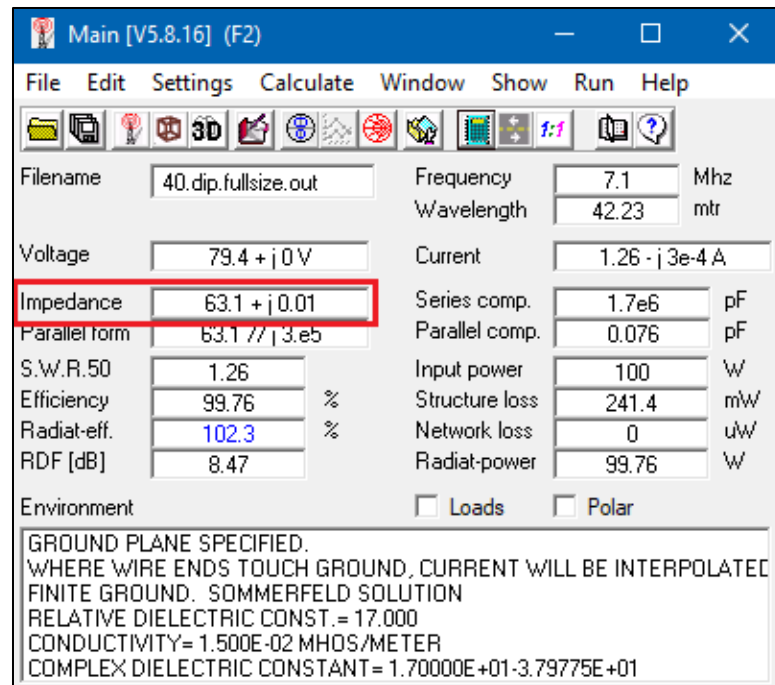 Main [V5.8.16] (F2)
File Edit Settings Calculate Window Show Run Help
3D 1:1
Filename 40.dip.fullsize.out Frequency 7.1 Mhz
Wavelength 42.23 mtr
Voltage 79.4 + j 0 V Current 1.26 - j 3e-4 A
Impedance 63.1 + j 0.01 Series comp. 1.7e6 pF
Parallel form 63.1 // j 3.e5 Parallel comp. 0.076 pF
S.W.R.50 1.26 Input power 100 W
Efficiency 99.76 % Structure loss 241.4 mW
Radiat-eff. 102.3 % Network loss 0 uW
RDF [dB] 8.47 Radiat-power 99.76 W
Environment Loads Polar
GROUND PLANE SPECIFIED.
WHERE WIRE ENDS TOUCH GROUND, CURRENT WILL BE INTERPOLATED
FINITE GROUND. SOMMERFELD SOLUTION
RELATIVE DIELECTRIC CONST.= 17.000
CONDUCTIVITY= 1.500E-02 MHOS/METER
COMPLEX DIELECTRIC CONSTANT= 1.70000E+01-3.79775E+01